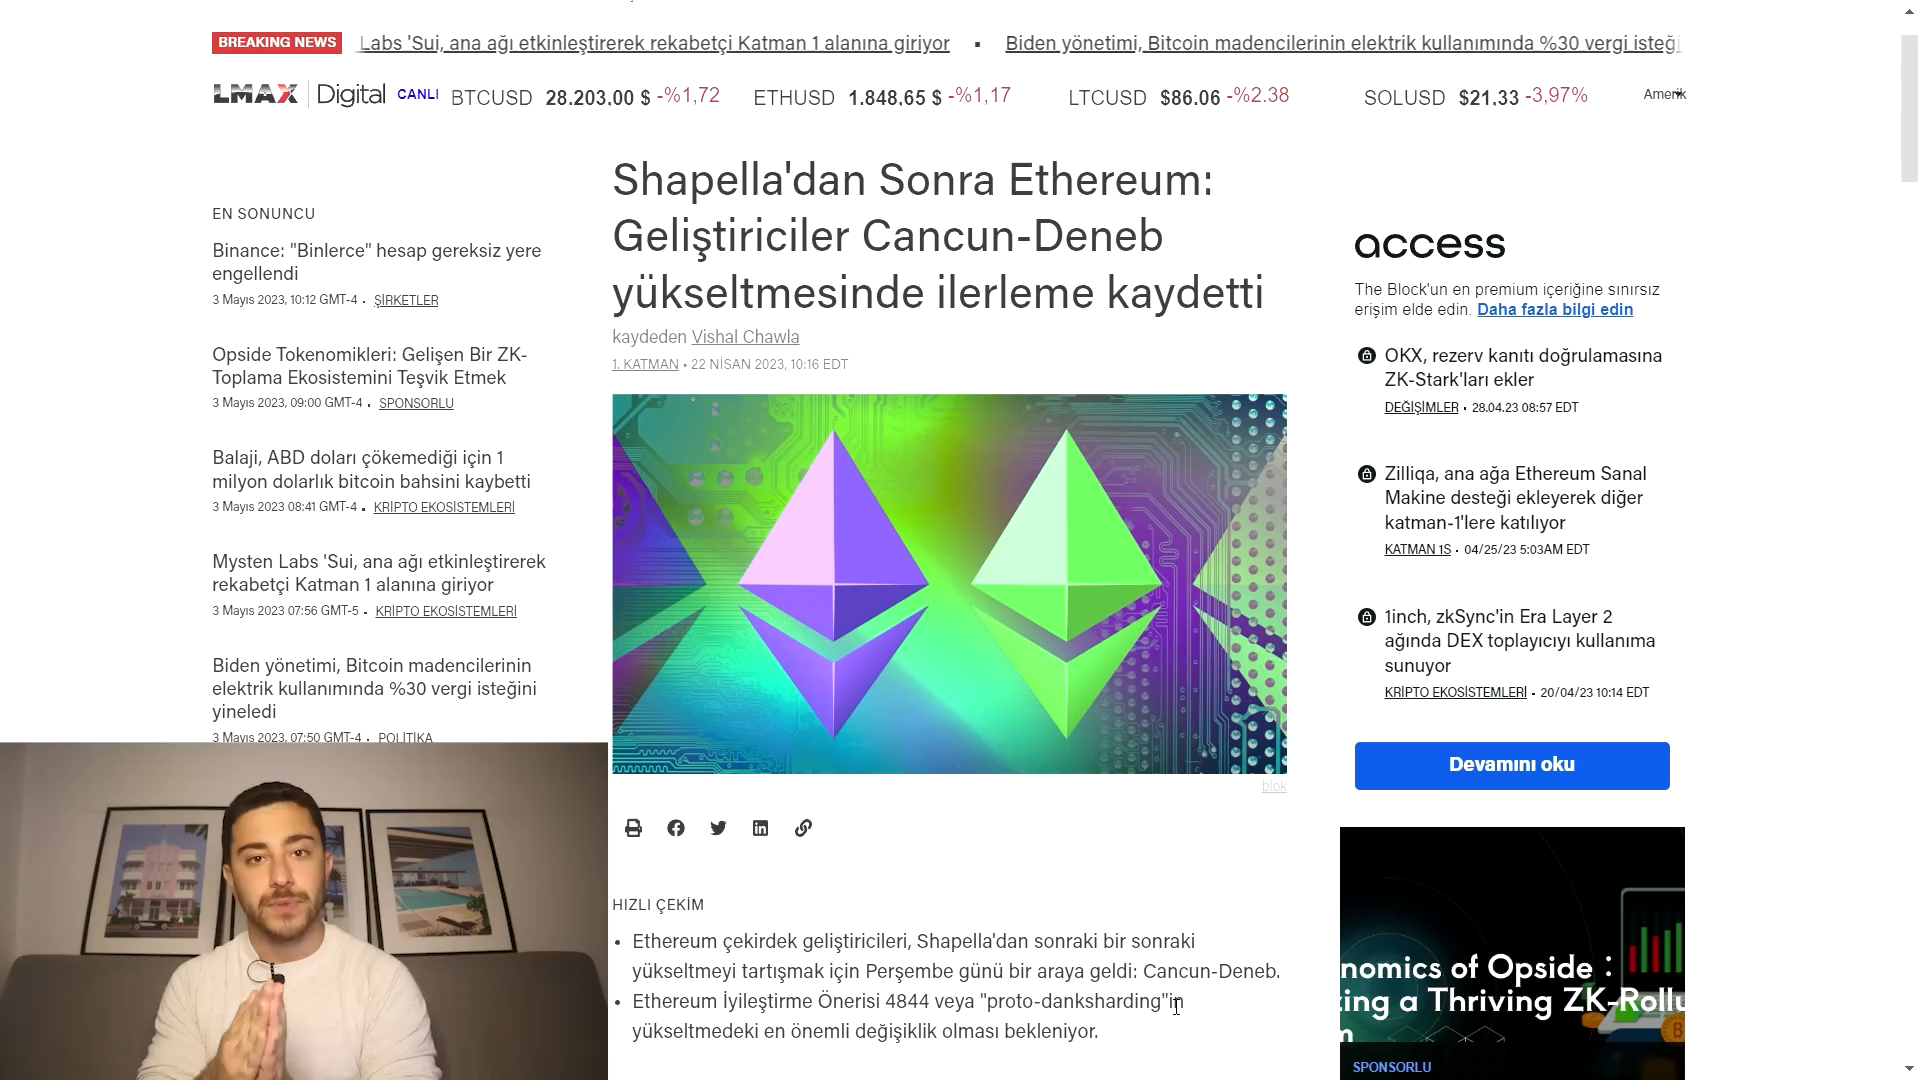 BREAKING NEWS
Labs 'Sui, ana ağı etkinleştirerek rekabetçi Katman 1 alanına giriyor ▪ Biden yönetimi, Bitcoin madencilerinin elektrik kullanımında %30 vergi isteği
LMAX Digital CANLI BTCUSD 28.203,00 $ -%1,72 ETHUSD 1.848,65 $ -%1,17 LTCUSD $86.06 -%2.38 SOLUSD $21,33 -3,97%
EN SONUNCU
Binance: "Binlerce" hesap gereksiz yere
engellendi
3 Mayıs 2023, 10:12 GMT-4 • ŞİRKETLER
Opside Tokenomikleri: Gelişen Bir ZK-
Toplama Ekosistemini Teşvik Etmek
3 Mayıs 2023, 09:00 GMT-4 • SPONSORLU
Balaji, ABD doları çökemediği için 1
milyon dolarlık bitcoin bahsini kaybetti
3 Mayıs 2023 08:41 GMT-4 • KRİPTO EKOSİSTEMLERİ
Mysten Labs 'Sui, ana ağı etkinleştirerek
rekabetçi Katman 1 alanına giriyor
3 Mayıs 2023 07:56 GMT-5 • KRİPTO EKOSİSTEMLERİ
Biden yönetimi, Bitcoin madencilerinin
elektrik kullanımında %30 vergi isteğini
yineledi
3 Mayıs 2023, 07:50 GMT-4 • POLİTİKA
Shapella'dan Sonra Ethereum:
Geliştiriciler Cancun-Deneb
yükseltmesinde ilerleme kaydetti
kaydeden Vishal Chawla
1. KATMAN • 22 NİSAN 2023, 10:16 EDT
blok
HIZLI ÇEKİM
• Ethereum çekirdek geliştiricileri, Shapella'dan sonraki bir sonraki
yükseltmeyi tartışmak için Perşembe günü bir araya geldi: Cancun-Deneb.
• Ethereum İyileştirme Önerisi 4844 veya "proto-danksharding"in
yükseltmedeki en önemli değişiklik olması bekleniyor.
access
The Block'un en premium içeriğine sınırsız
erişim elde edin. Daha fazla bilgi edin
OKX, rezerv kanıtı doğrulamasına
ZK-Stark'ları ekler
DEĞİŞİMLER • 28.04.23 08:57 EDT
Zilliqa, ana ağa Ethereum Sanal
Makine desteği ekleyerek diğer
katman-1'lere katılıyor
KATMAN 1S • 04/25/23 5:03AM EDT
1inch, zkSync'in Era Layer 2
ağında DEX toplayıcıyı kullanıma
sunuyor
KRİPTO EKOSİSTEMLERİ • 20/04/23 10:14 EDT
Devamını oku
nomics of Opside :
zing a Thriving ZK-Rollu
m
SPONSORLU